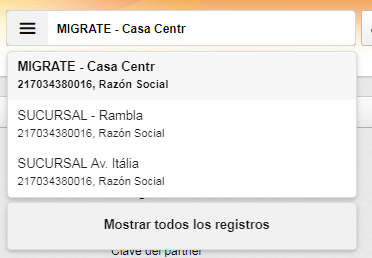 MIGRATE - Casa Centr
MIGRATE - Casa Centr
217034380016, Razón Social
SUCURSAL - Rambla
217034380016, Razón Social
SUCURSAL Av. Itália
217034380016, Razón Social
Mostrar todos los registros
Clave del partner